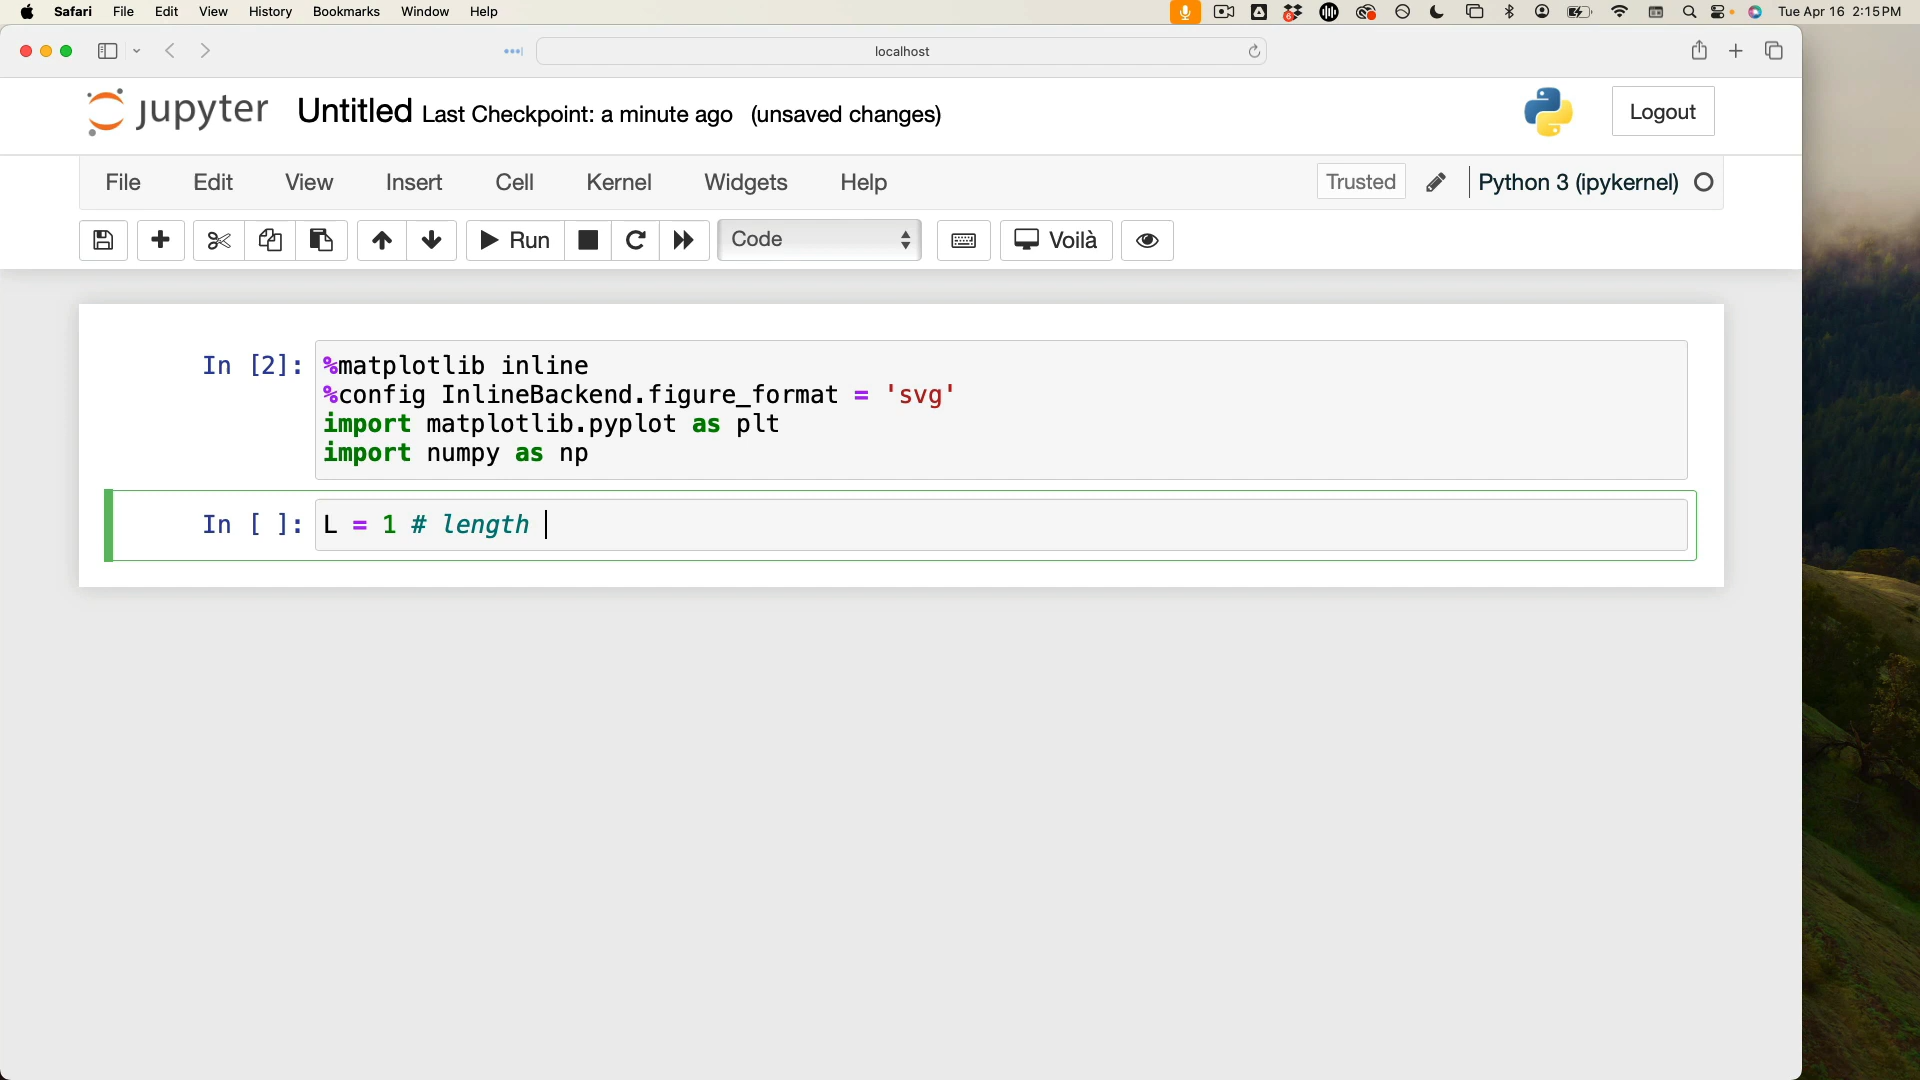 Safari File Edit View History Bookmarks Window Help Tue Apr 16 2:15 PM
localhost
jupyter Untitled Last Checkpoint: a minute ago (unsaved changes) Logout
File Edit View Insert Cell Kernel Widgets Help Trusted Python 3 (ipykernel)
Run Code Voilà
In [2]: %matplotlib inline
%config InlineBackend.figure_format = 'svg'
import matplotlib.pyplot as plt
import numpy as np
In [ ]: L = 1 # length